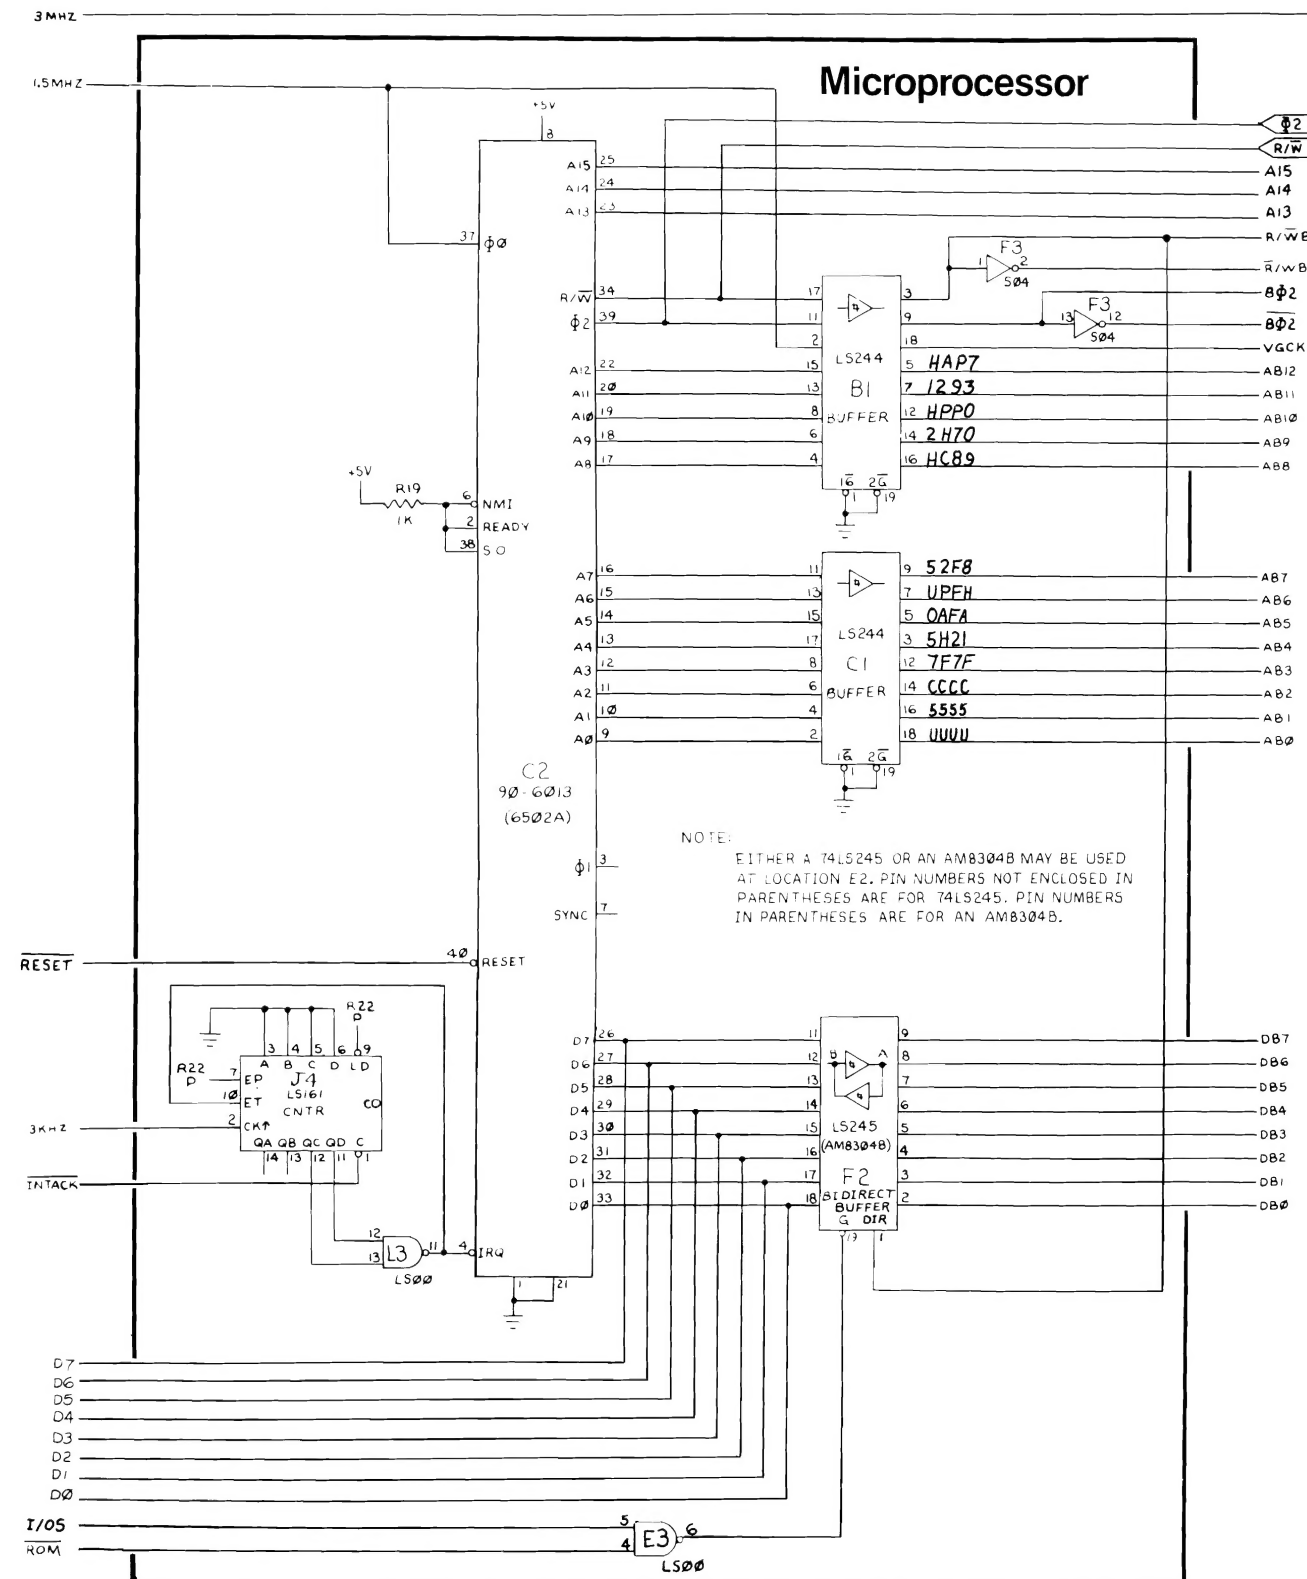 3MHZ
1.5MHZ
Microprocessor
+5V
8
Φ2
R/W̅
A15 25 A15
A14 24 A14
A13 23 A13
37 Φ0
R/W̅B
F3
1 2
S04
R̅/WB
R/W̅ 34 17 3
BΦ2
Φ2 39 11 9
F3
13 12
S04
B̅Φ̅2̅
2 18 VGCK
4
LS244
B1
BUFFER
A12 22 15 5 HAP7 AB12
A11 20 13 7 1293 AB11
A10 19 8 12 HPP0 AB10
A9 18 6 14 2H70 AB9
A8 17 4 16 HC89 AB8
1G̅ 2G̅
1 19
+5V
R19
1K
6 NMI
2 READY
38 SO
A7 16 11 9 52F8 AB7
A6 15 13 7 UPFH AB6
A5 14 15 5 0AFA AB5
A4 13 17 3 5H21 AB4
A3 12 8 12 7F7F AB3
A2 11 6 14 CCCC AB2
A1 10 4 16 5555 AB1
A0 9 2 18 UUUU AB0
4
LS244
C1
BUFFER
1G̅ 2G̅
1 19
C2
90-6013
(6502A)
NOTE:
EITHER A 74LS245 OR AN AM8304B MAY BE USED
AT LOCATION E2. PIN NUMBERS NOT ENCLOSED IN
PARENTHESES ARE FOR 74LS245. PIN NUMBERS
IN PARENTHESES ARE FOR AN AM8304B.
Φ1 3
SYNC 7
R̅E̅S̅E̅T̅ 40 RESET
R22
P
3 4 5 6 9
A B C D LD
R22
P
7 EP
J4
LS161
CNTR
10 ET
CO
3KHZ 2 CK↑
QA QB QC QD C
14 13 12 11 1
I̅N̅T̅A̅C̅K̅
12
13
L3
11
LS00
4 IRQ
1 21
D7 26 11 9 DB7
D6 27 12 8 DB6
D5 28 13 7 DB5
D4 29 14 6 DB4
D3 30 15 5 DB3
D2 31 16 4 DB2
D1 32 17 3 DB1
D0 33 18 2 DB0
B A
4
4
LS245
(AM8304B)
F2
BIDIRECT
BUFFER
G DIR
19 1
D7
D6
D5
D4
D3
D2
D1
D0
I/OS 5
R̅O̅M̅ 4
E3
6
LS00